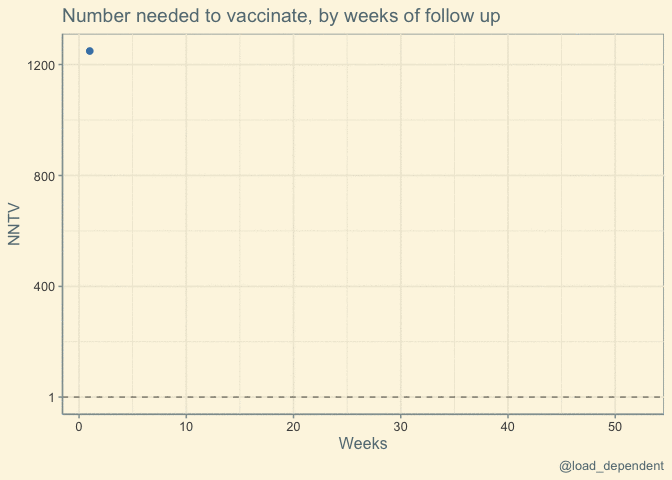 Number needed to vaccinate, by weeks of follow up
1200
800
400
1
NNTV
0 10 20 30 40 50
Weeks
@load_dependent